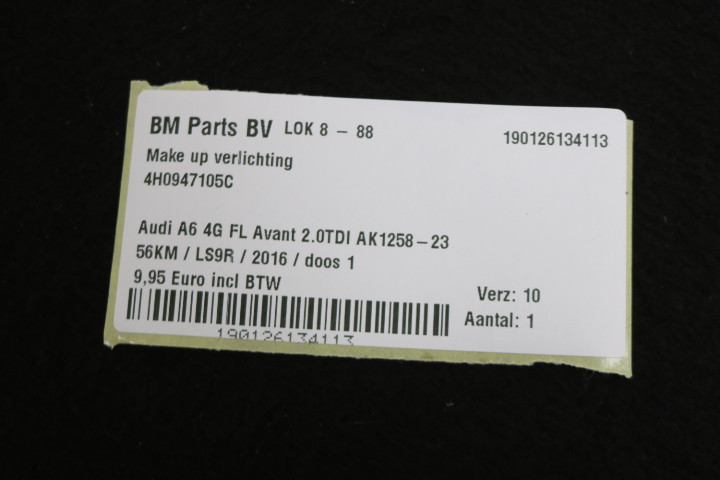 BM Parts BV LOK 8 - 88 190126134113
Make up verlichting
4H0947105C
Audi A6 4G FL Avant 2.0TDI AK1258-23
56KM / LS9R / 2016 / doos 1
9,95 Euro incl BTW
Verz: 10
Aantal: 1
190126134113